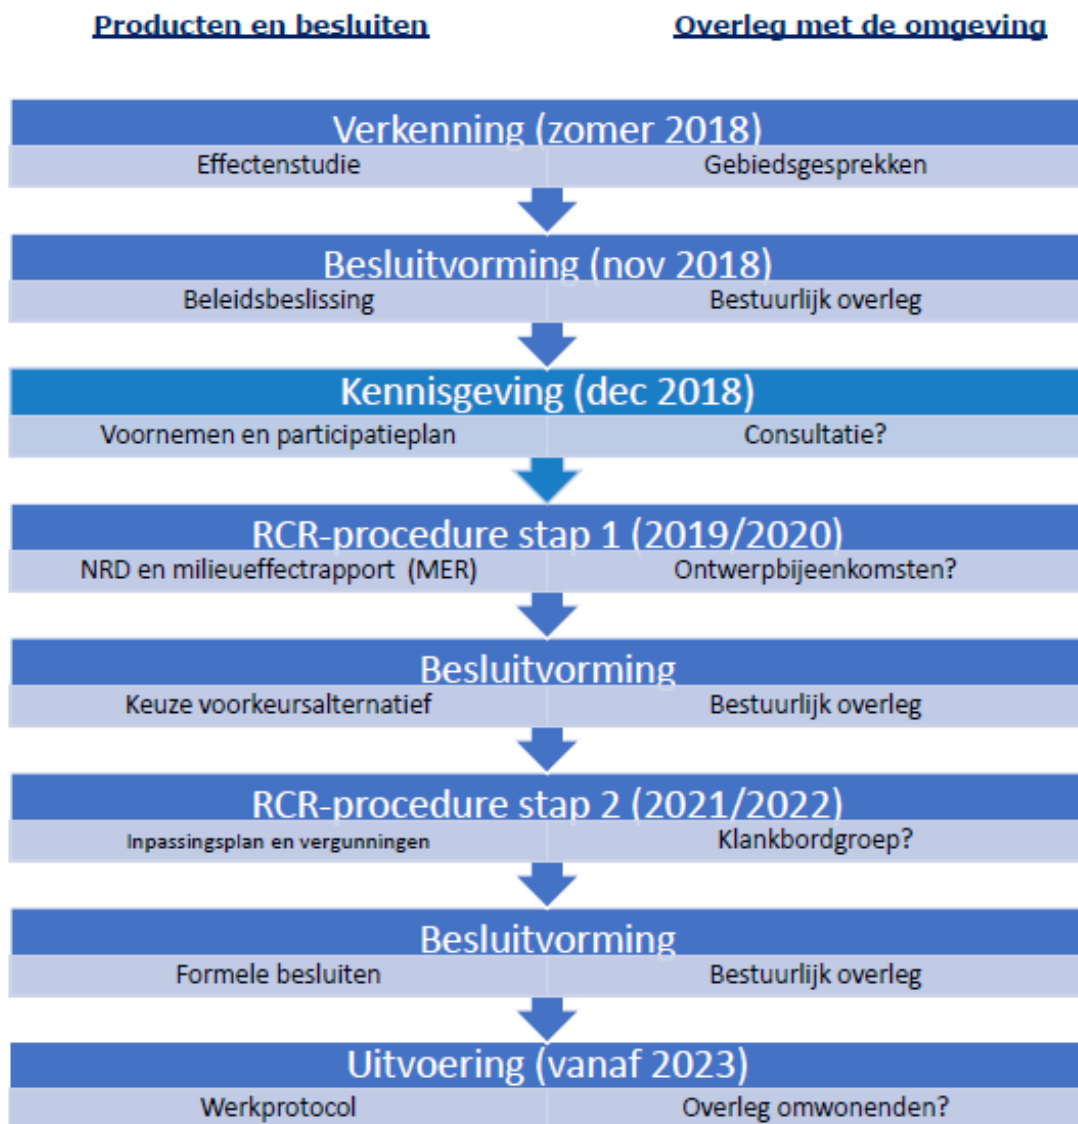 Producten en besluiten
Overleg met de omgeving
Verkenning (zomer 2018)
Effectenstudie
Gebiedsgesprekken
Besluitvorming (nov 2018)
Beleidsbeslissing
Bestuurlijk overleg
Kennisgeving (dec 2018)
Voornemen en participatieplan
Consultatie?
RCR-procedure stap 1 (2019/2020)
NRD en milieueffectrapport (MER)
Ontwerpbijeenkomsten?
Besluitvorming
Keuze voorkeursalternatief
Bestuurlijk overleg
RCR-procedure stap 2 (2021/2022)
Inpassingsplan en vergunningen
Klankbordgroep?
Besluitvorming
Formele besluiten
Bestuurlijk overleg
Uitvoering (vanaf 2023)
Werkprotocol
Overleg omwonenden?